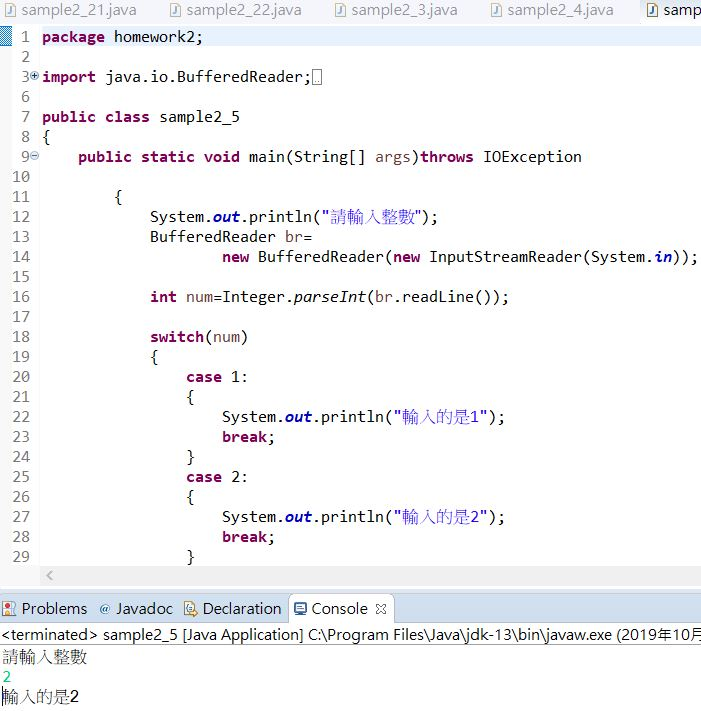 sample2_21.java sample2_22.java sample2_3.java sample2_4.java samp
1 package homework2;
2
3 import java.io.BufferedReader;
6
7 public class sample2_5
8 {
9 public static void main(String[] args)throws IOException
10
11 {
12 System.out.println("請輸入整數");
13 BufferedReader br=
14 new BufferedReader(new InputStreamReader(System.in));
15
16 int num=Integer.parseInt(br.readLine());
17
18 switch(num)
19 {
20 case 1:
21 {
22 System.out.println("輸入的是1");
23 break;
24 }
25 case 2:
26 {
27 System.out.println("輸入的是2");
28 break;
29 }
Problems @ Javadoc Declaration Console
<terminated> sample2_5 [Java Application] C:\Program Files\Java\jdk-13\bin\javaw.exe (2019年10月
請輸入整數
2
輸入的是2